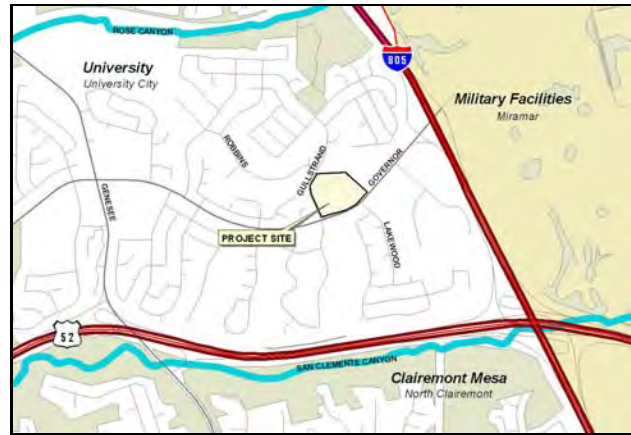 ROSE CANYON
805
University
University City
Military Facilities
Miramar
ROBBINS
GULLSTRAND
GOVERNOR
GENESEE
PROJECT SITE
LAKEWOOD
52
SAN CLEMENTE CANYON
Clairemont Mesa
North Clairemont